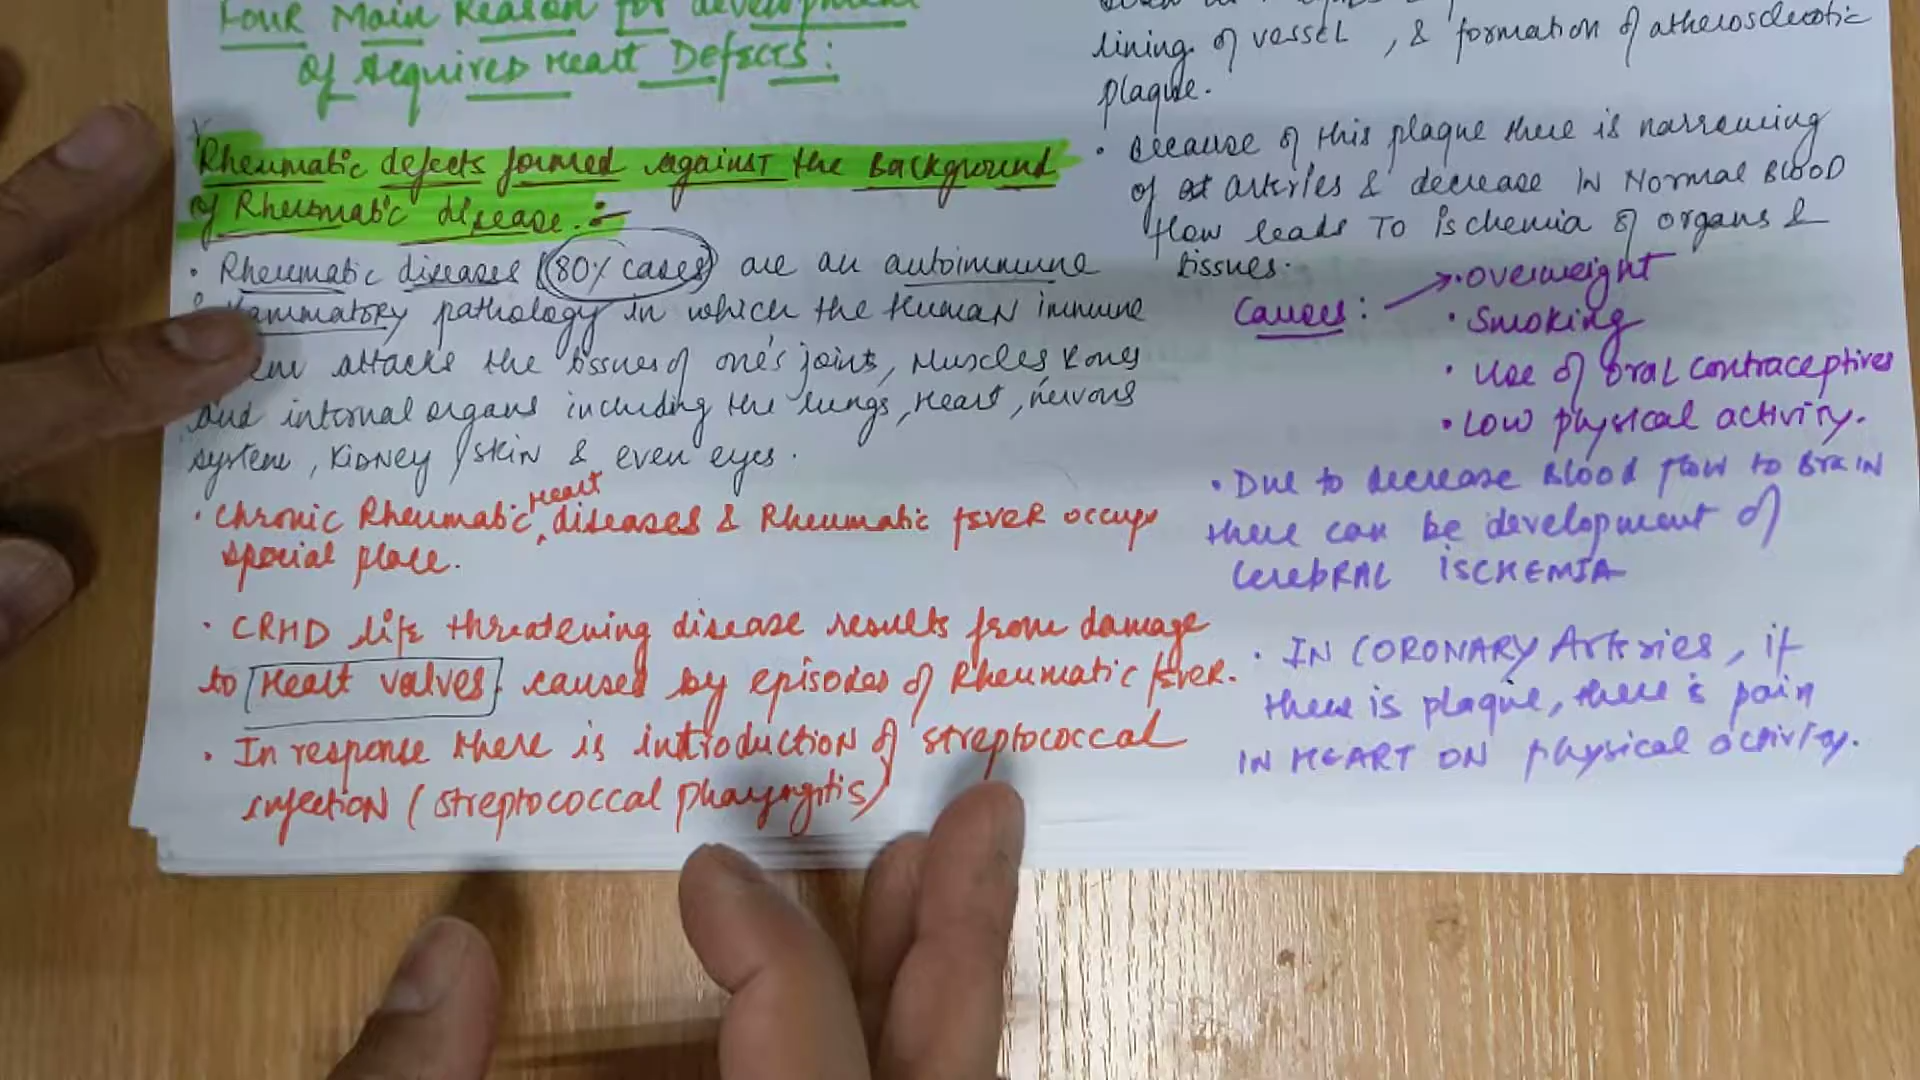 Four Main Reason for development
of Acquired Heart Defects:
Rheumatic defects formed against the Background
of Rheumatic disease :-
• Rheumatic diseases (80% cases) are an autoimmune
ammatory pathology in which the Human immune
em attacks the tissues of one's joint, Muscles Bones
and internal organs including the lungs, Heart, nervous
system, Kidney / skin & even eyes.
• Chronic Rheumatic Heart diseases & Rheumatic fever occupy
special place.
• CRHD life threatening disease results from damage
to Heart valves caused by episodes of Rheumatic fever.
• In response there is introduction of streptococcal
infection (streptococcal pharyngitis)
lining of vessel, & formation of atherosclerotic
plaque.
• Because of this plaque there is narrowing
of arteries & decrease in Normal Blood
flow leads To ischemia of organs &
tissues.
Causes: → • overweight
• Smoking
• Use of oral contraceptives
• Low physical activity.
• Due to decrease Blood flow to Brain
there can be development of
cerebral ischemia
• In coronary Arteries, if
there is plaque, there is pain
in heart on physical activity.